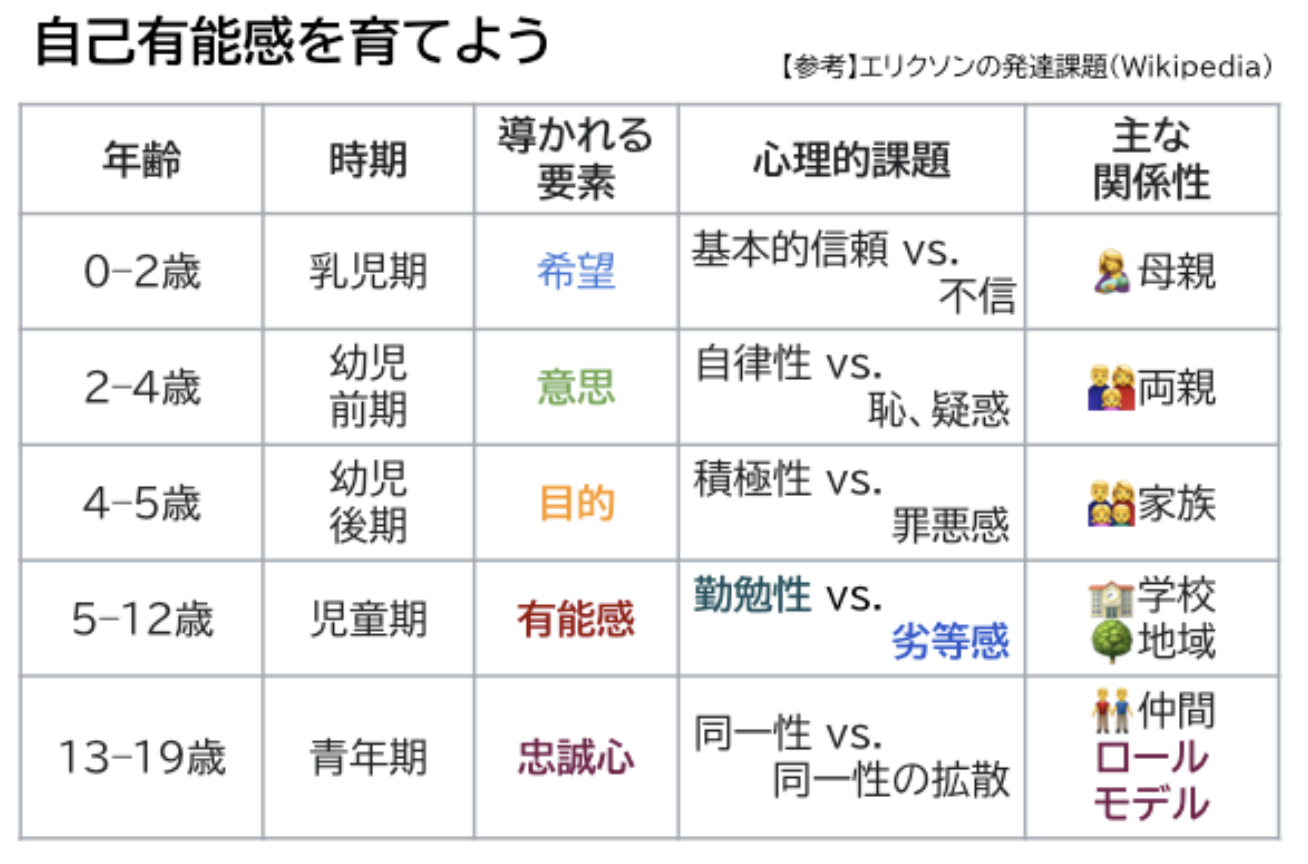 自己有能感を育てよう
【参考】エリクソンの発達課題(Wikipedia)
年齢
時期
導かれる
要素
心理的課題
主な
関係性
0-2歳
乳児期
希望
基本的信頼 vs.
不信
母親
2-4歳
幼児
前期
意思
自律性 vs.
恥、疑惑
両親
4-5歳
幼児
後期
目的
積極性 vs.
罪悪感
家族
5-12歳
児童期
有能感
勤勉性 vs.
劣等感
学校
地域
13-19歳
青年期
忠誠心
同一性 vs.
同一性の拡散
仲間
ロール
モデル